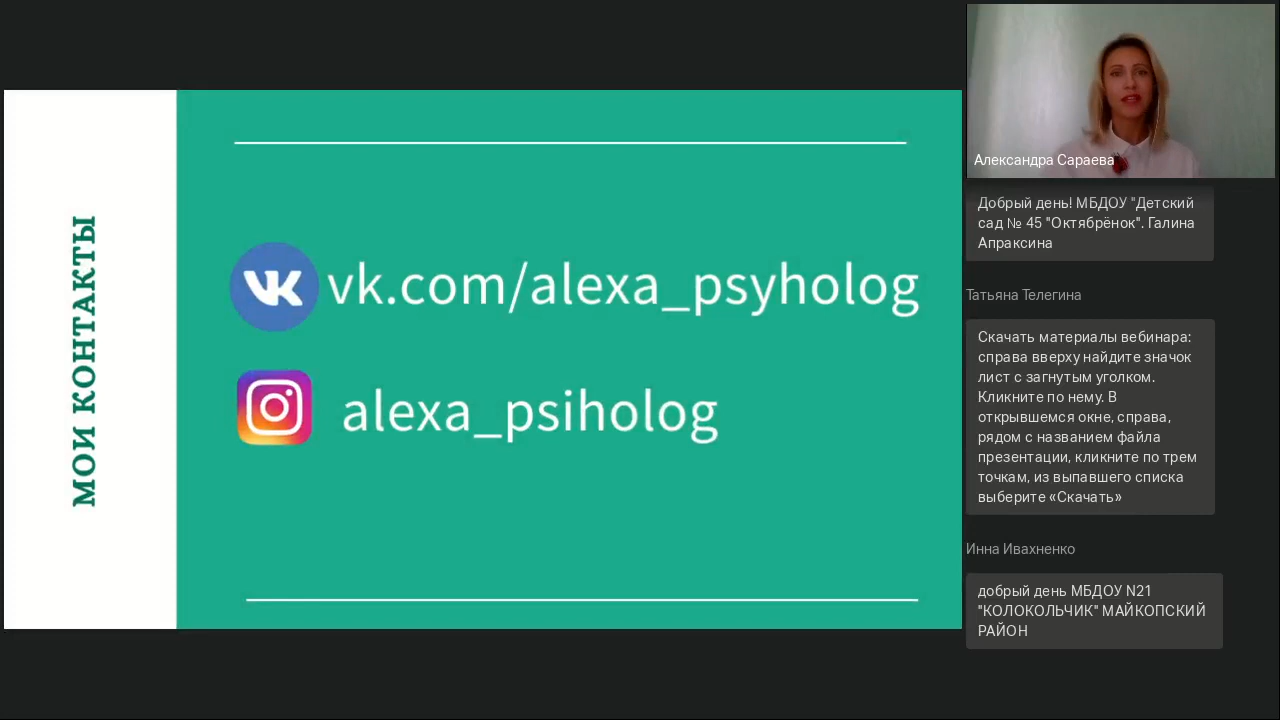 МОИ КОНТАКТЫ
vk.com/alexa_psyholog
alexa_psiholog
Александра Сараева
Добрый день! МБДОУ "Детский
сад № 45 "Октябрёнок". Галина
Апраксина
Татьяна Телегина
Скачать материалы вебинара:
справа вверху найдите значок
лист с загнутым уголком.
Кликните по нему. В
открывшемся окне, справа,
рядом с названием файла
презентации, кликните по трем
точкам, из выпавшего списка
выберите «Скачать»
Инна Ивахненко
добрый день МБДОУ N21
"КОЛОКОЛЬЧИК" МАЙКОПСКИЙ
РАЙОН